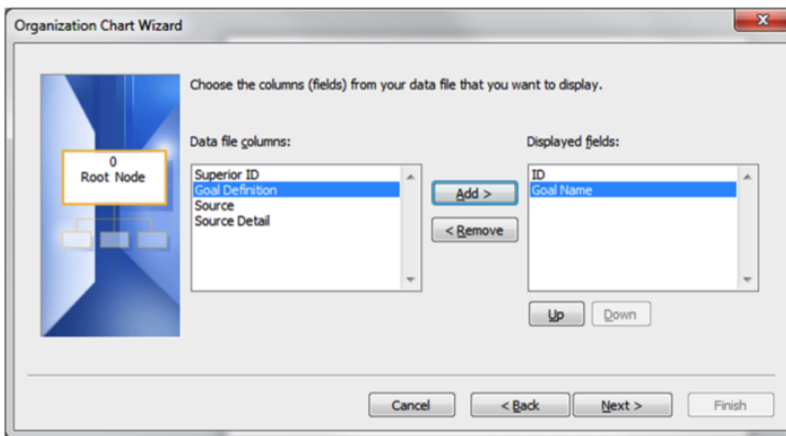 Organization Chart Wizard
Choose the columns (fields) from your data file that you want to display.
Data file columns:
Displayed fields:
0
Root Node
Superior ID
Goal Definition
Source
Source Detail
Add >
< Remove
ID
Goal Name
Up
Down
Cancel
< Back
Next >
Finish